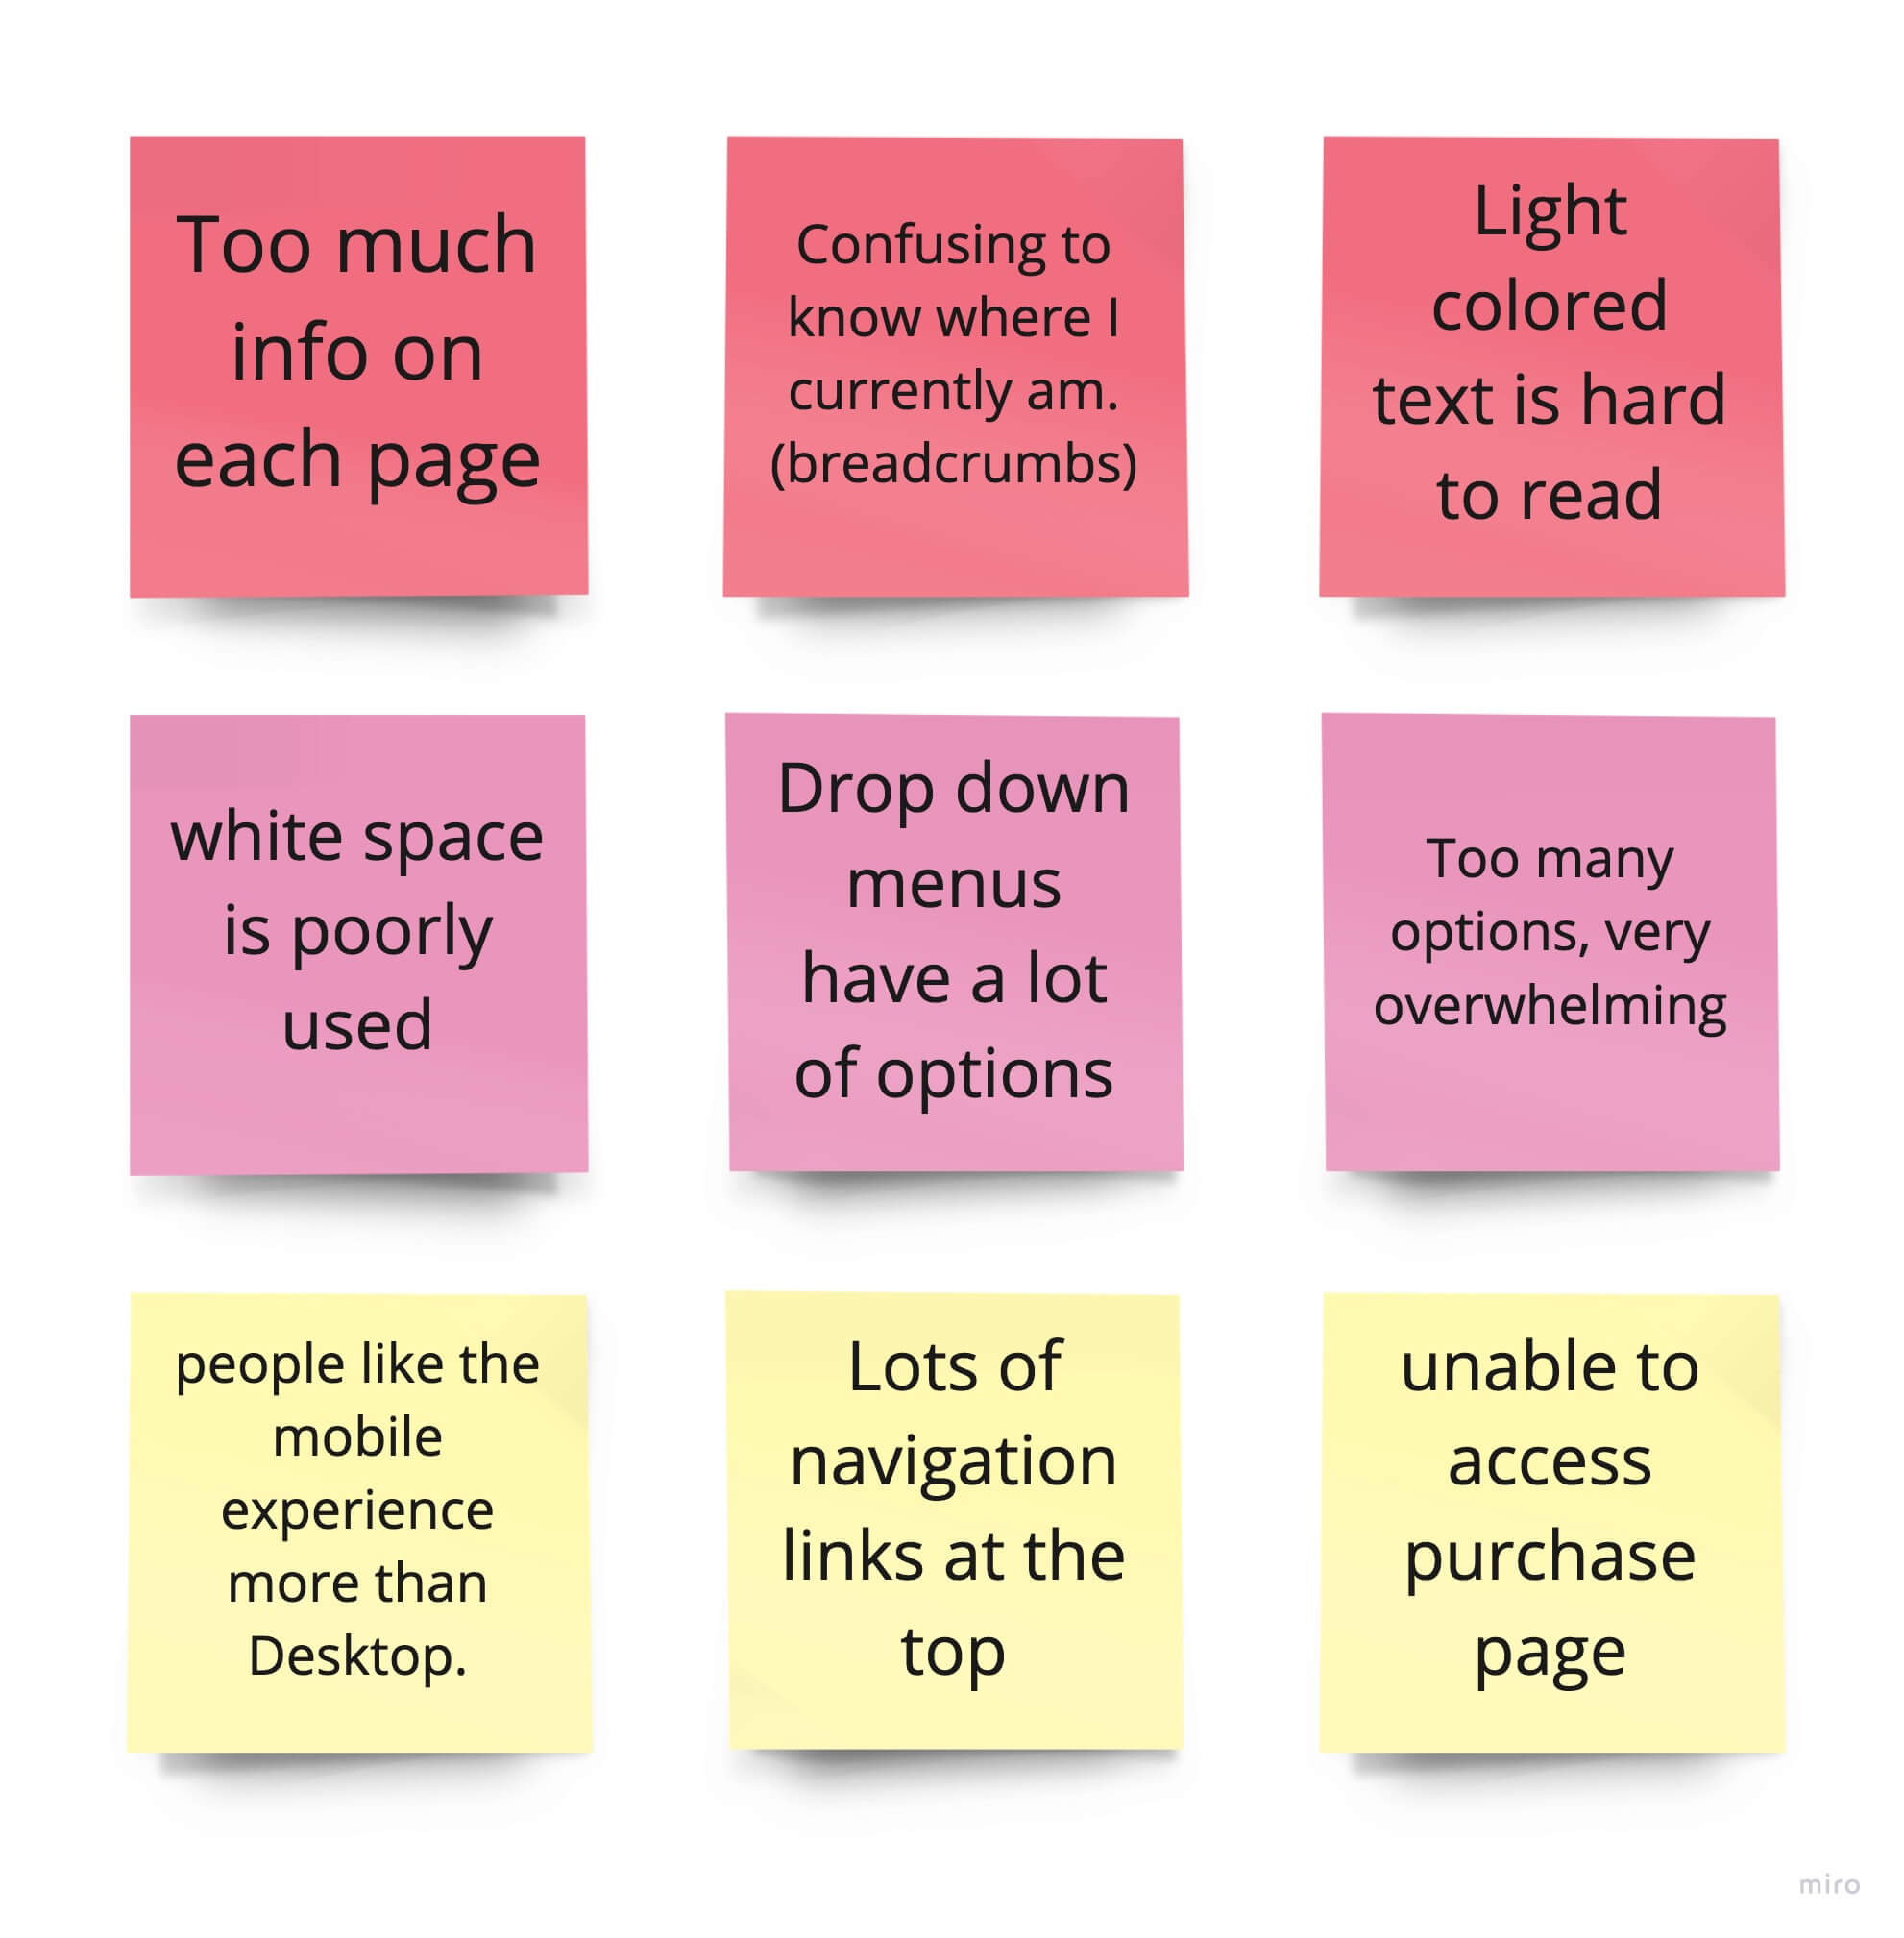 Too much
info on
each page
Confusing to
know where I
currently am.
(breadcrumbs)
Light
colored
text is hard
to read
white space
is poorly
used
Drop down
menus
have a lot
of options
Too many
options, very
overwhelming
people like the
mobile
experience
more than
Desktop.
Lots of
navigation
links at the
top
unable to
access
purchase
page
miro